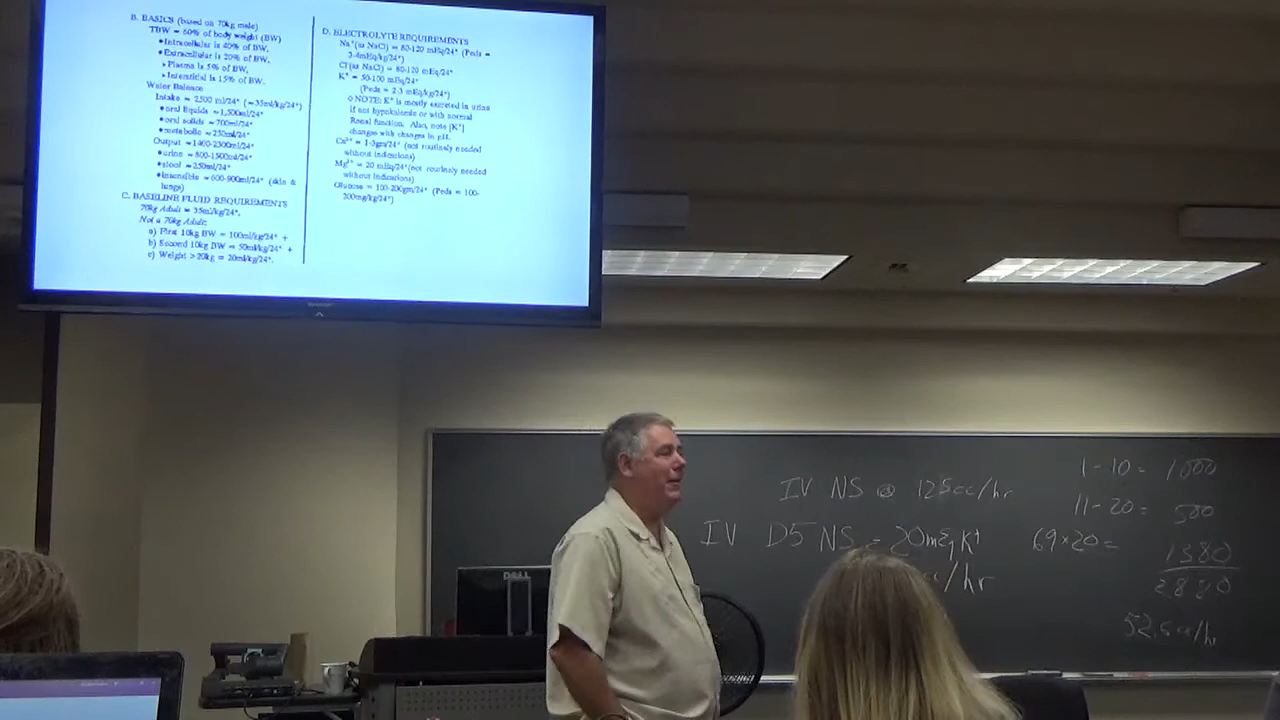 B. BASICS (based on 70kg male)
TBW = 60% of body weight (BW)
•Intracellular is 40% of BW,
•Extracellular is 20% of BW,
▸Plasma is 5% of BW,
▸Interstitial is 15% of BW.
Water Balance
Intake ≈ 2500 ml/24° (≈35ml/kg/24°)
•oral liquids ≈1,500ml/24°
•oral solids ≈700ml/24°
•metabolic ≈250ml/24°
Output ≈1400-2300ml/24°
•urine ≈800-1500ml/24°
•stool ≈250ml/24°
•insensible ≈600-900ml/24° (skin &
lungs)
C. BASELINE FLUID REQUIREMENTS
70kg Adult = 35ml/kg/24°.
Not a 70kg Adult:
a) First 10kg BW = 100ml/kg/24° +
b) Second 10kg BW = 50ml/kg/24° +
c) Weight >20kg = 20ml/kg/24°.
D. ELECTROLYTE REQUIREMENTS
Na⁺(as NaCl) = 80-120 mEq/24° (Peds =
2-4mEq/kg/24°)
Cl⁻(as NaCl) = 80-120 mEq/24°
K⁺ = 50-100 mEq/24°
(Peds = 2-3 mEq/kg/24°)
◇NOTE: K⁺ is mostly excreted in urine
if not hypokalemic or with normal
Renal function. Also, note [K⁺]
changes with changes in pH.
Ca²⁺ = 1-3gm/24° (not routinely needed
without indications)
Mg²⁺ = 20 mEq/24°(not routinely needed
without indications)
Glucose = 100-200gm/24° (Peds = 100-
200mg/kg/24°)
SHARP
DELL
IV NS @ 125cc/hr
IV D5 NS 20mEq K⁺
cc/hr
1-10= 1000
11-20= 500
69×20= 1380
52. cc/hr